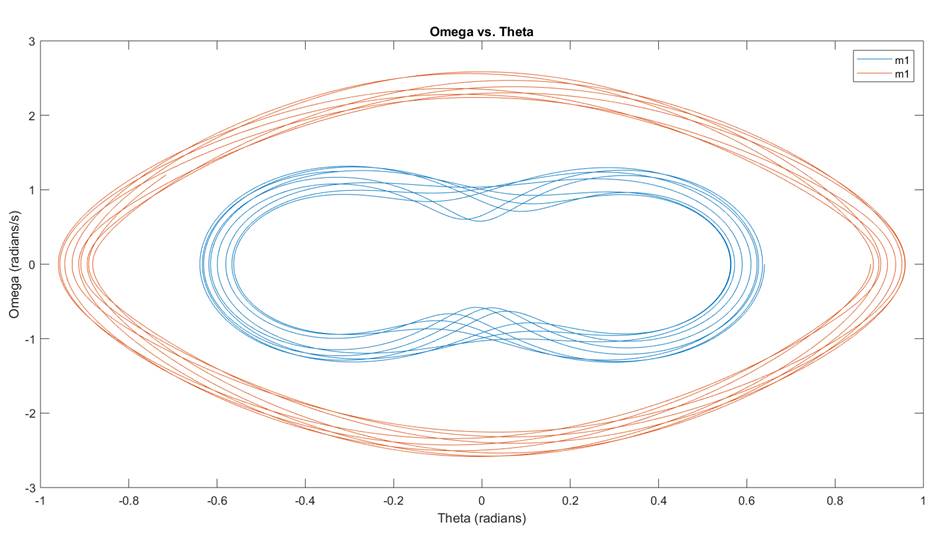 Omega vs. Theta
m1
m1
3
2
1
0
-1
-2
-3
Omega (radians/s)
-1 -0.8 -0.6 -0.4 -0.2 0 0.2 0.4 0.6 0.8 1
Theta (radians)